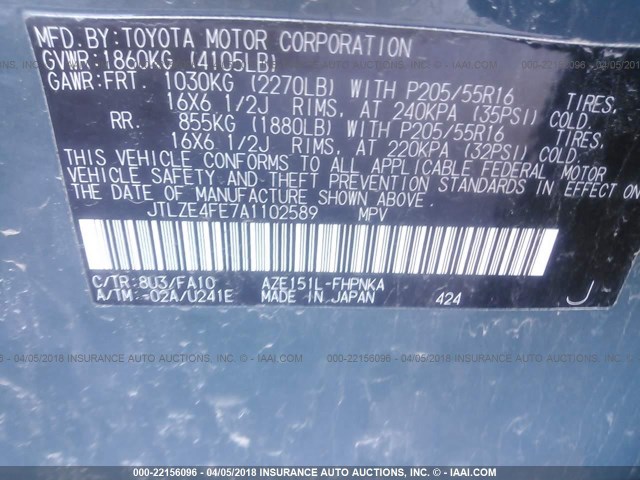 MFD.BY:TOYOTA MOTOR CORPORATION
GVWR:1860KG (4105LB)
GAWR:FRT. 1030KG (2270LB) WITH P205/55R16 TIRES,
16X6 1/2J RIMS, AT 240KPA (35PSI) COLD.
RR. 855KG (1880LB) WITH P205/55R16 TIRES,
16X6 1/2J RIMS, AT 220KPA (32PSI) COLD.
THIS VEHICLE CONFORMS TO ALL APPLICABLE FEDERAL MOTOR
VEHICLE SAFETY AND THEFT PREVENTION STANDARDS IN EFFECT ON
THE DATE OF MANUFACTURE SHOWN ABOVE.
JTLZE4FE7A1102589 MPV
C/TR:8U3/FA10 AZE151L-FHPNKA
A/TM:-02A/U241E MADE IN JAPAN 424 J
000-22156096 - 04/05/2018 INSURANCE AUTO AUCTIONS, INC. - © - IAAI.COM